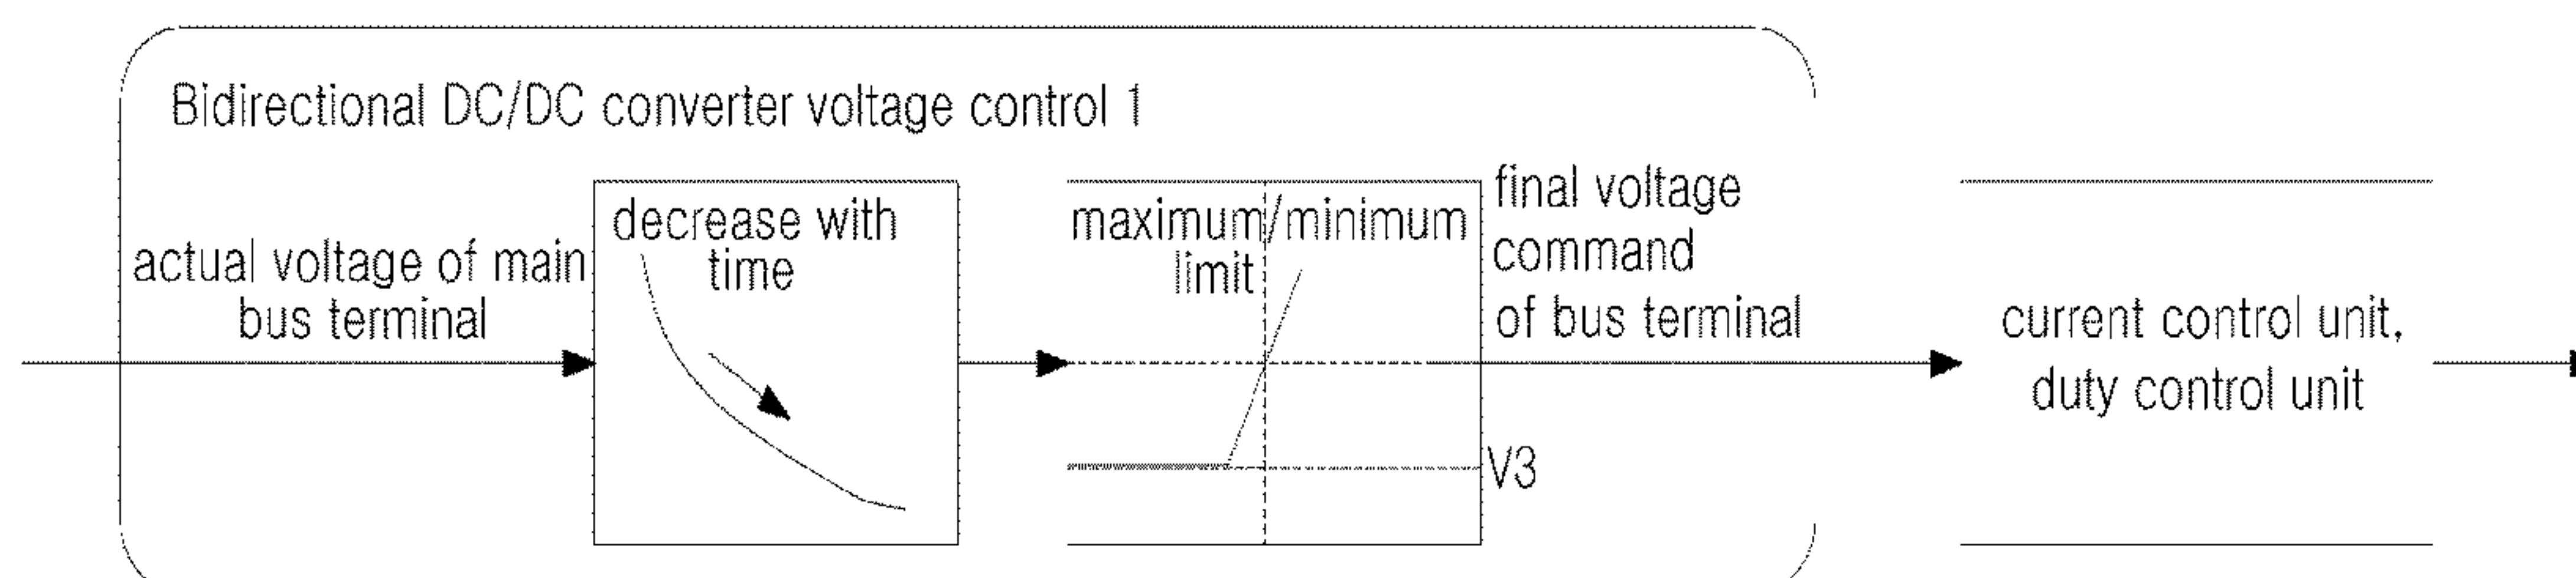 Bidirectional DC/DC converter voltage control 1
actual voltage of main
bus terminal
decrease with
time
maximum/minimum
limit
V3
final voltage
command
of bus terminal
current control unit,
duty control unit